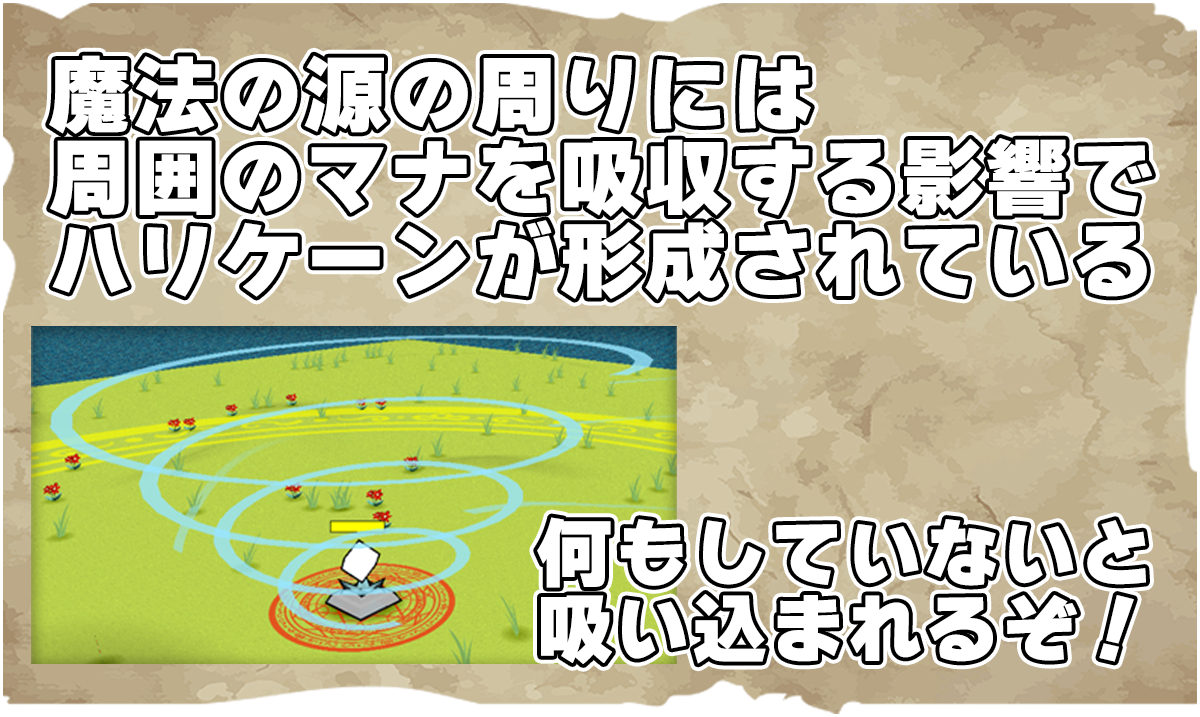 魔法の源の周りには
周囲のマナを吸収する影響で
ハリケーンが形成されている
何もしていないと
吸い込まれるぞ！